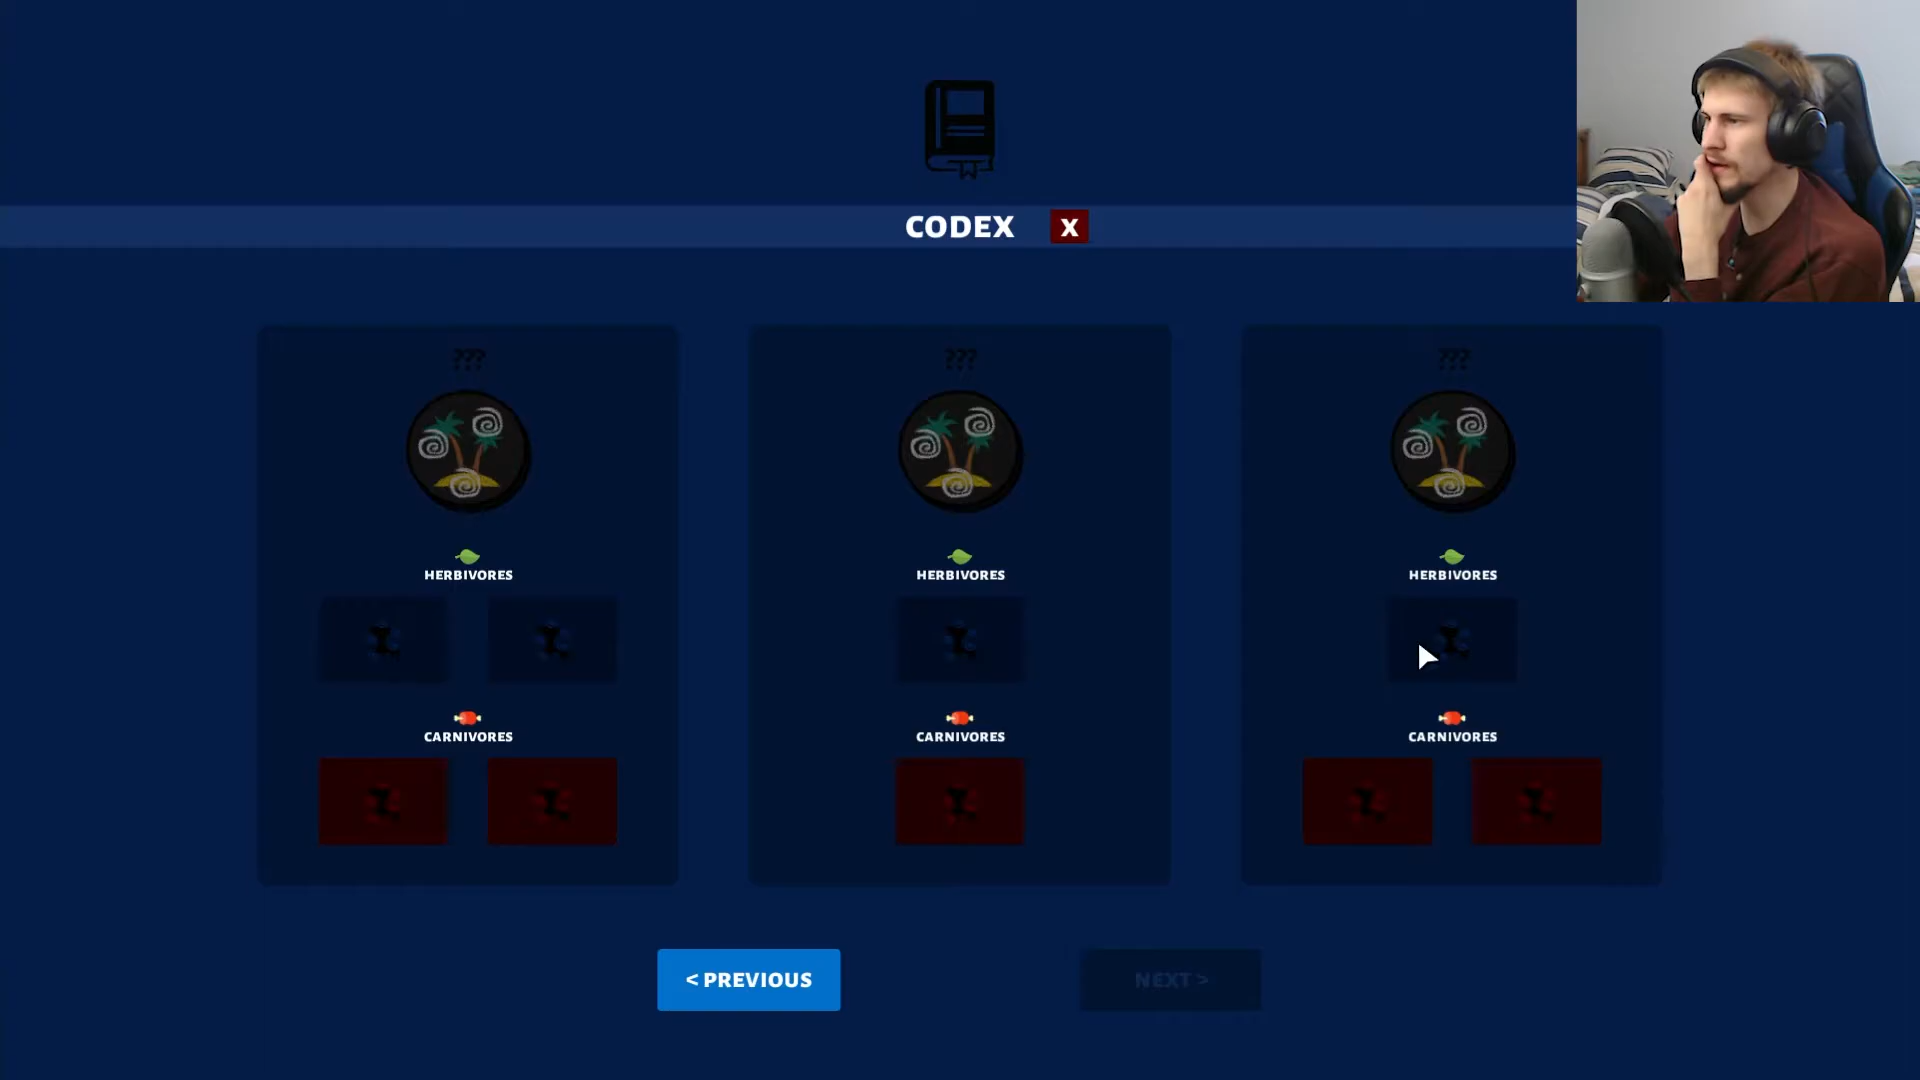 CODEX X
???
HERBIVORES
CARNIVORES
???
HERBIVORES
CARNIVORES
???
HERBIVORES
CARNIVORES
< PREVIOUS
NEXT >